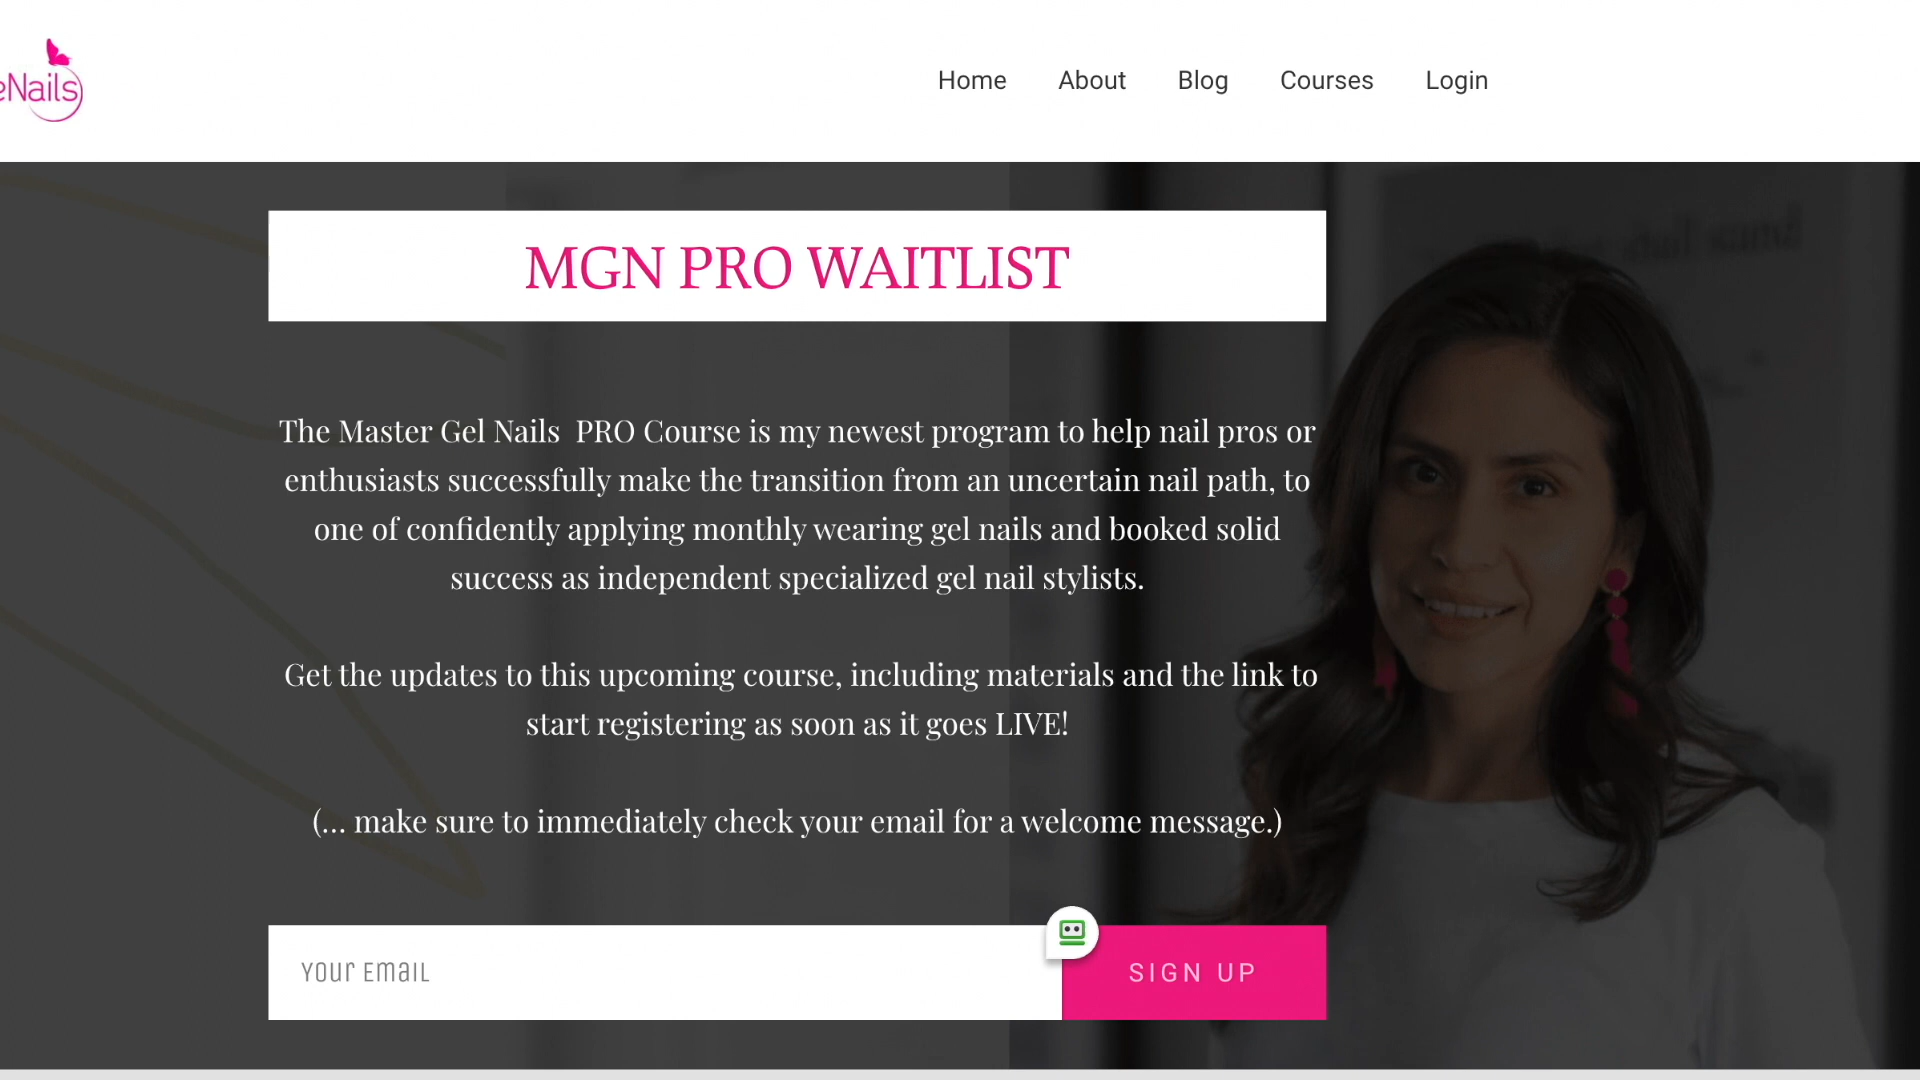 eNails
Home About Blog Courses Login
MGN PRO WAITLIST
The Master Gel Nails PRO Course is my newest program to help nail pros or
enthusiasts successfully make the transition from an uncertain nail path, to
one of confidently applying monthly wearing gel nails and booked solid
success as independent specialized gel nail stylists.
Get the updates to this upcoming course, including materials and the link to
start registering as soon as it goes LIVE!
(... make sure to immediately check your email for a welcome message.)
Your Email
SIGN UP